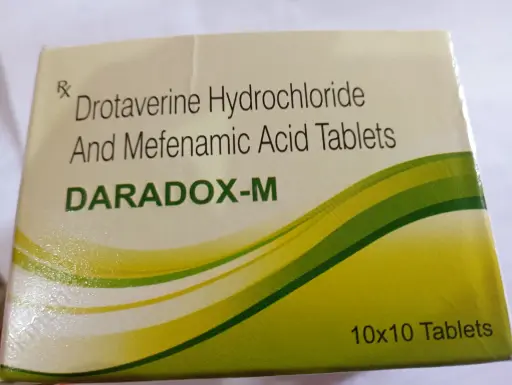 Rx Drotaverine Hydrochloride
And Mefenamic Acid Tablets
DARADOX-M
10x10 Tablets